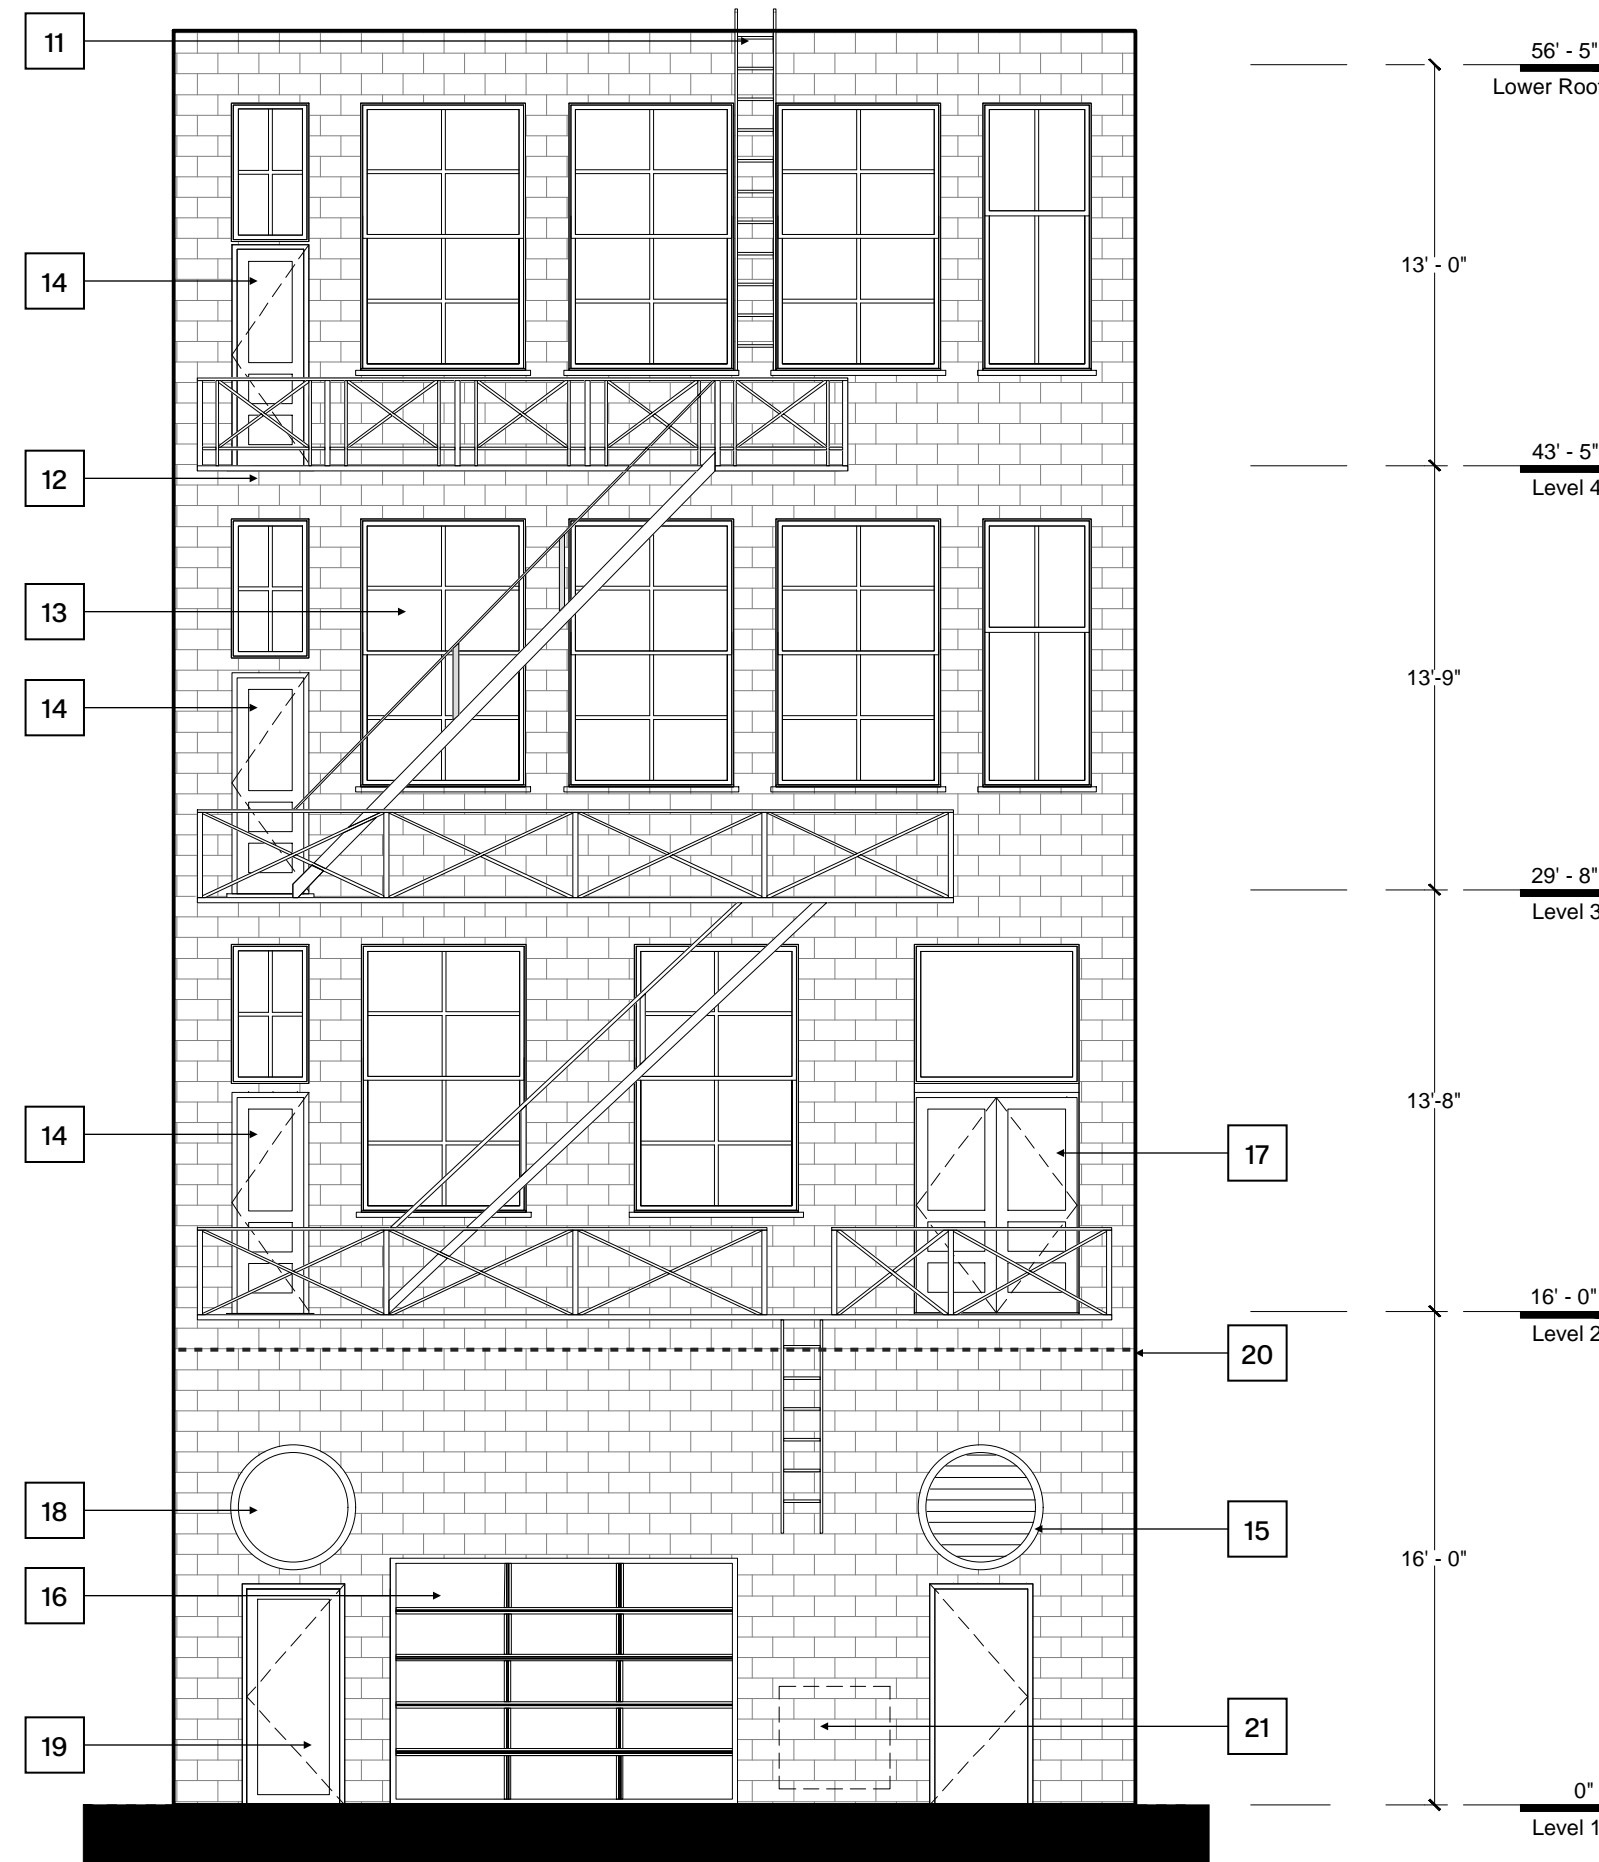 11
56' - 5"
Lower Roof
14
13' - 0"
12
43' - 5"
Level 4
13
13'-9"
14
29' - 8"
Level 3
14
13'-8"
17
16' - 0"
Level 2
20
18
15
16' - 0"
16
19
21
0"
Level 1